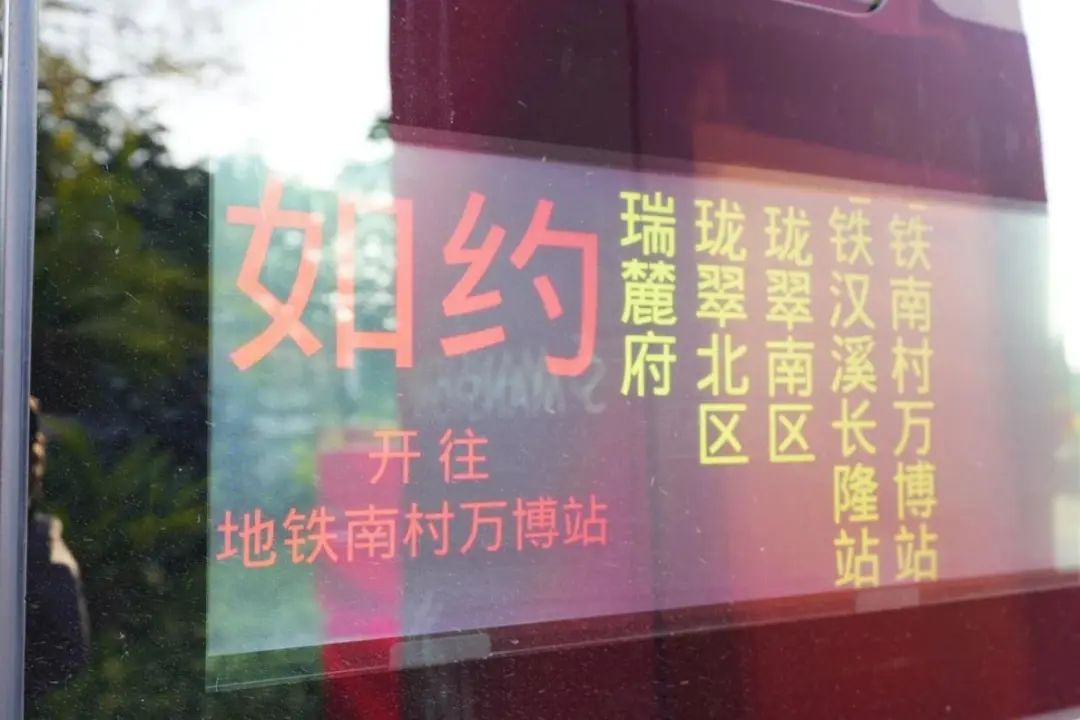 如约
开往
地铁南村万博站
瑞麓府
珑翠北区
珑翠南区
铁汉溪长隆站
铁南村万博站